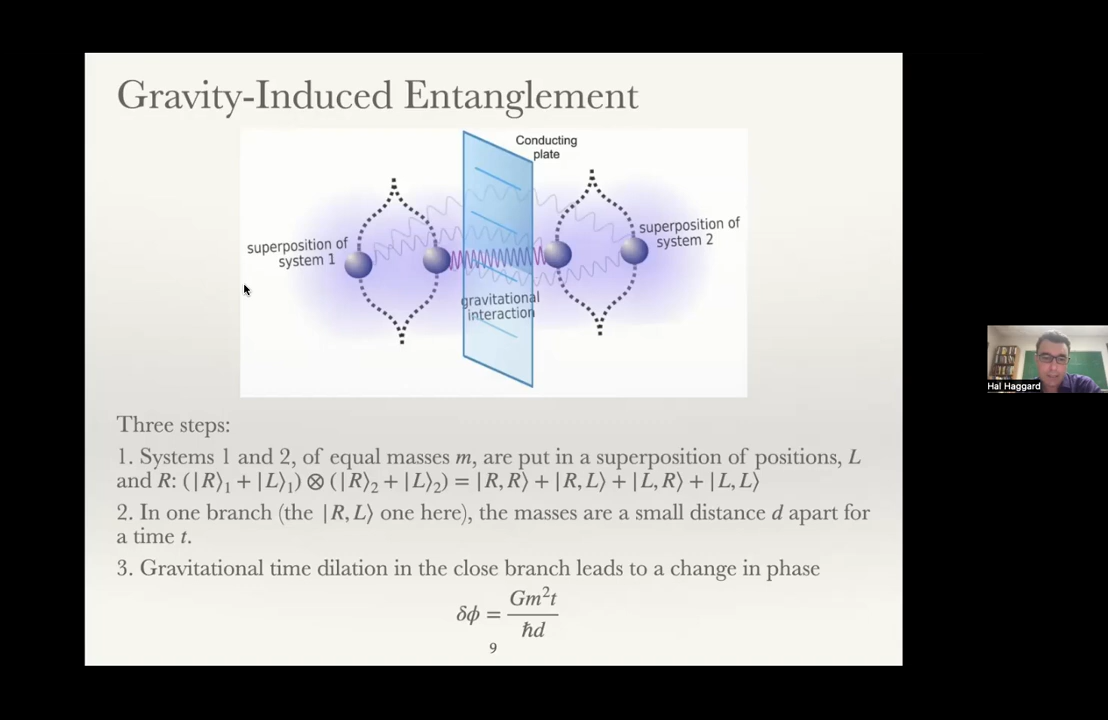 Gravity-Induced Entanglement
Conducting
plate
superposition of
system 1
superposition of
system 2
gravitational
interaction
Hal Haggard
Three steps:
1. Systems 1 and 2, of equal masses m, are put in a superposition of positions, L
and R: (|R⟩₁ + |L⟩₁) ⊗ (|R⟩₂ + |L⟩₂) = |R, R⟩ + |R, L⟩ + |L, R⟩ + |L, L⟩
2. In one branch (the |R, L⟩ one here), the masses are a small distance d apart for
a time t.
3. Gravitational time dilation in the close branch leads to a change in phase
δϕ = Gm²t / ħd
9